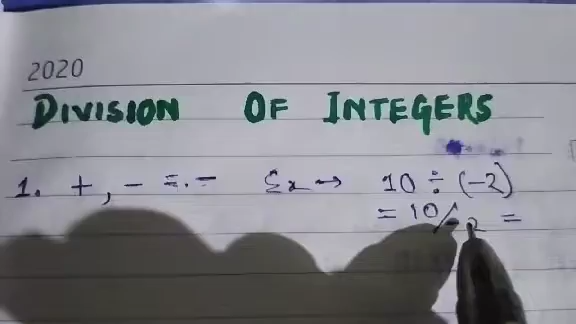 2020
DIVISION OF INTEGERS
1. +, - =. - Ex → 10 ÷ (-2)
= 10/-2 =